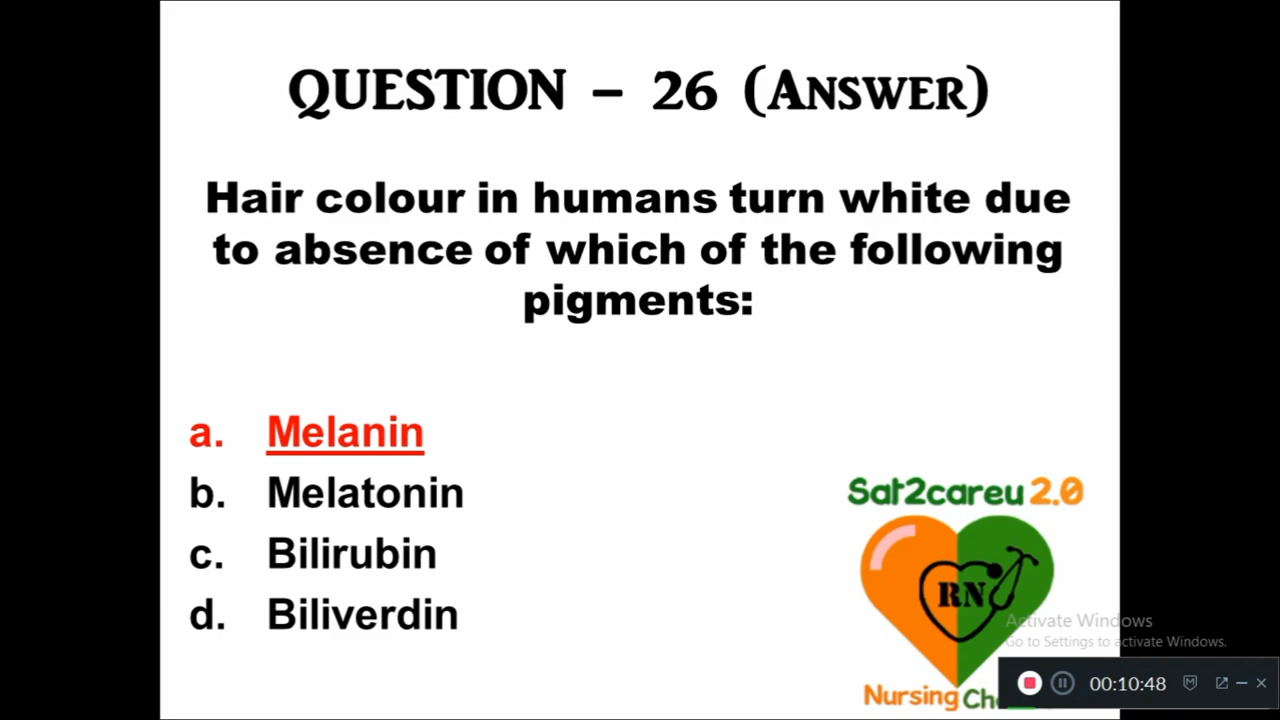 QUESTION – 26 (ANSWER)
Hair colour in humans turn white due
to absence of which of the following
pigments:
a. Melanin
b. Melatonin
c. Bilirubin
d. Biliverdin
Sat2careu 2.0
RN
Activate Windows
Go to Settings to activate Windows.
00:10:48
Nursing